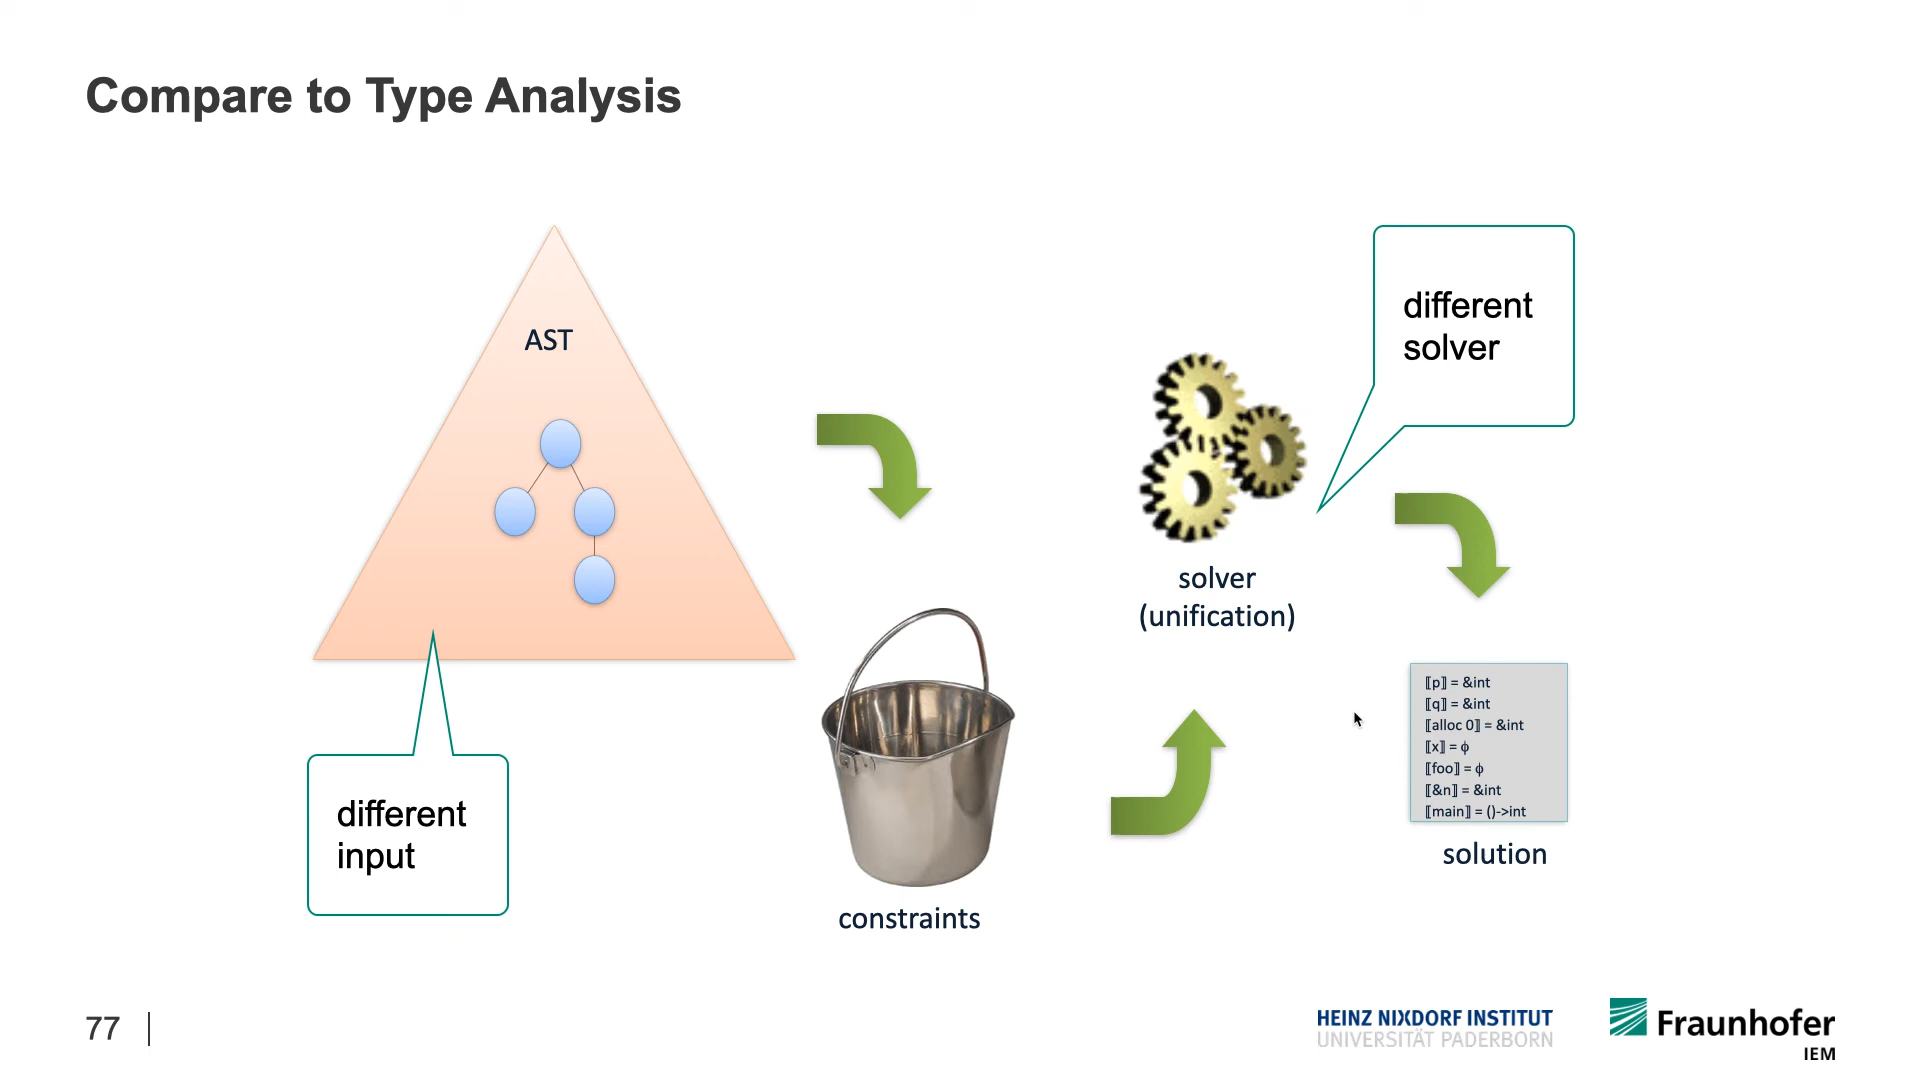 Compare to Type Analysis
AST
different
input
constraints
solver
(unification)
different
solver
⟦p⟧ = &int
⟦q⟧ = &int
⟦alloc 0⟧ = &int
⟦x⟧ = ϕ
⟦foo⟧ = ϕ
⟦&n⟧ = &int
⟦main⟧ = ()->int
solution
77
HEINZ NIXDORF INSTITUT
UNIVERSITÄT PADERBORN
Fraunhofer
IEM